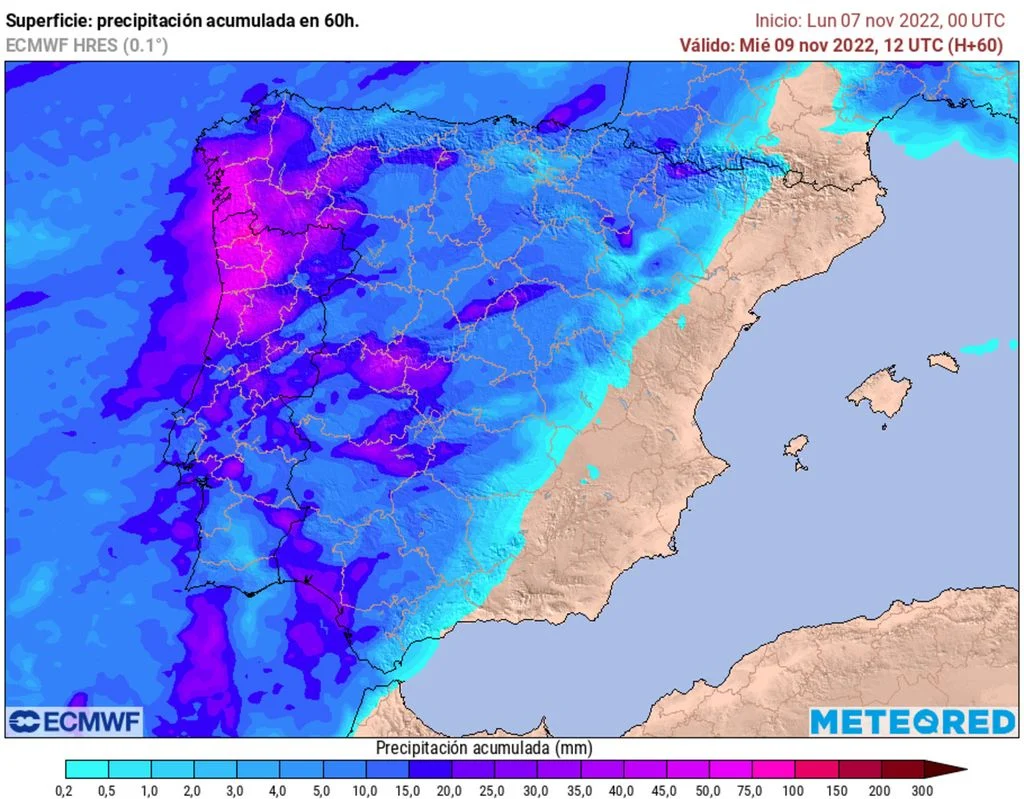 Superficie: precipitación acumulada en 60h.
Inicio: Lun 07 nov 2022, 00 UTC
ECMWF HRES (0.1°)
Válido: Mié 09 nov 2022, 12 UTC (H+60)
ECMWF
METEORED
Precipitación acumulada (mm)
0,2 0,5 1,0 2,0 3,0 5,0 10,0 15,0 20,0 25,0 30,0 35,0 40,0 45,0 50,0 75,0 100 150 200 300